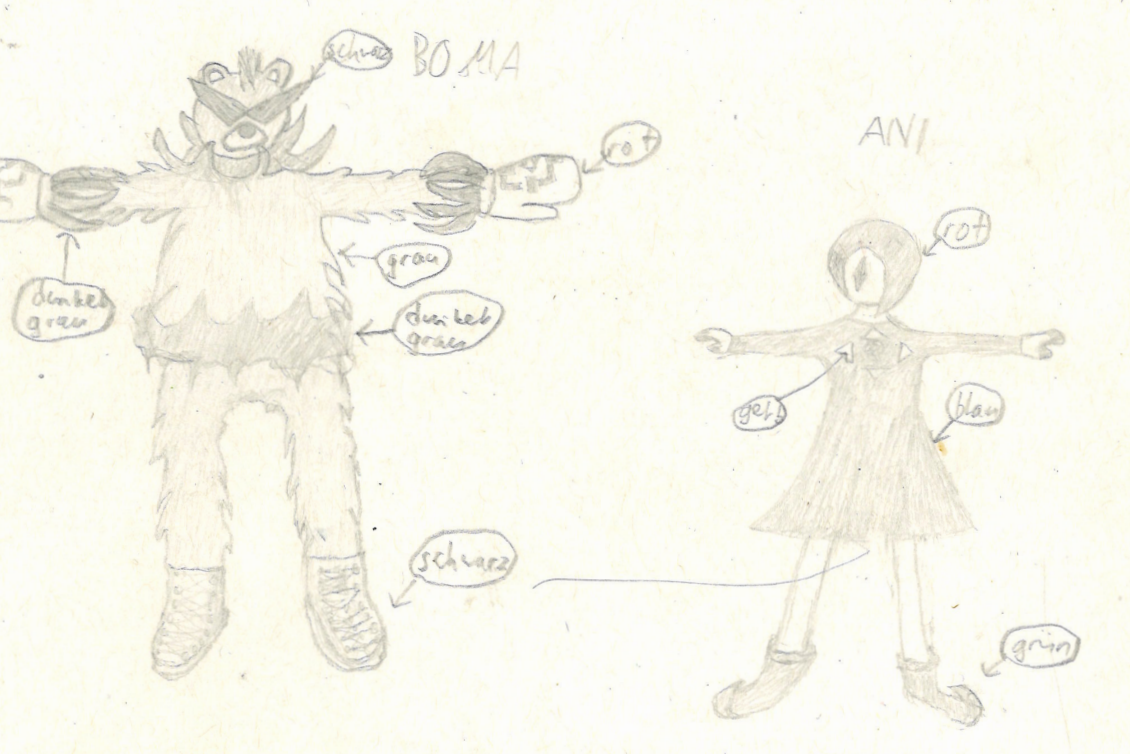 schwarz
BOMA
rot
ANI
rot
grau
dunkel
grau
dunkel
grau
gelb
blau
schwarz
grün